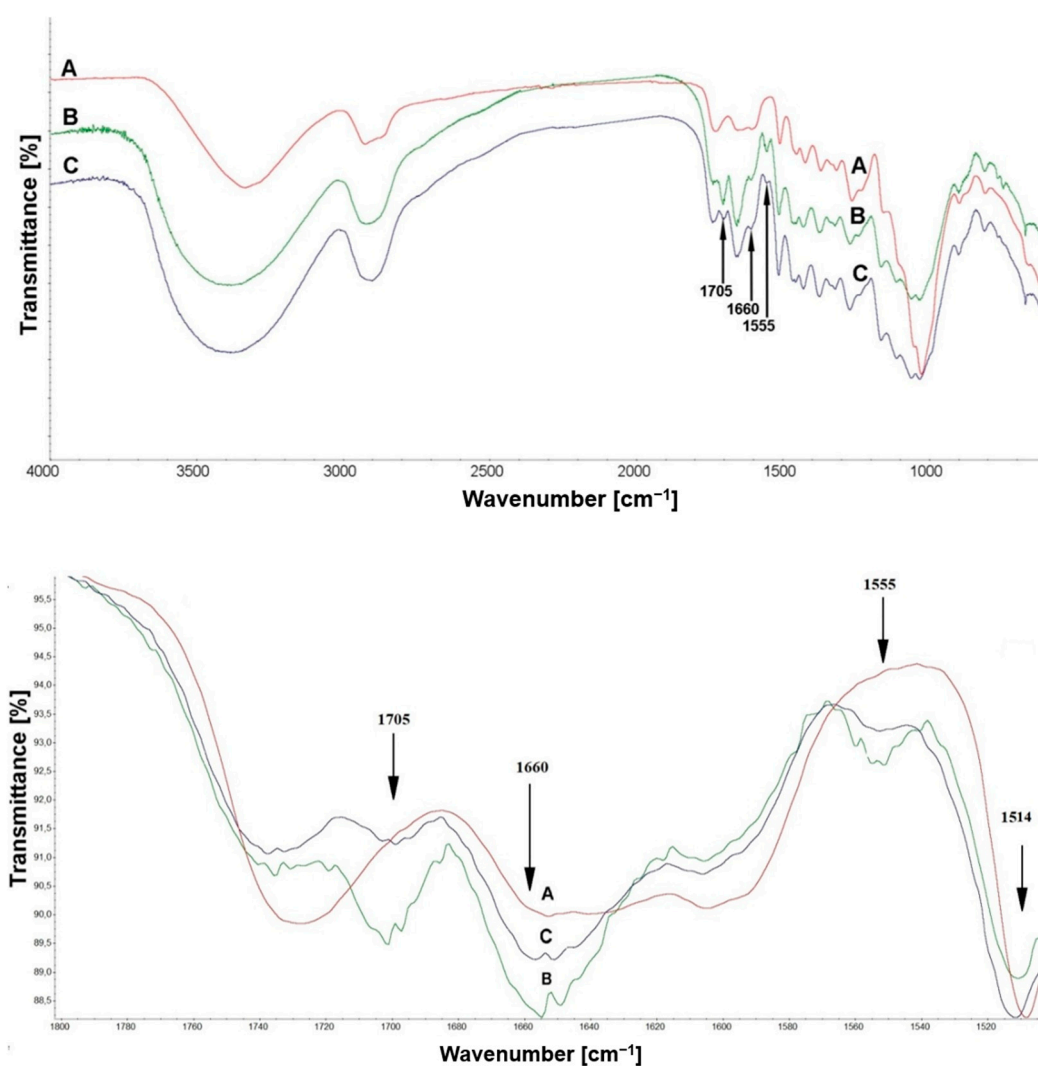 A
B
C
A
B
C
1705
1660
1555
Transmittance [%]
4000 3500 3000 2500 2000 1500 1000
Wavenumber [cm⁻¹]
1555
1705
1660
1514
A
C
B
Transmittance [%]
95,5
95,0
94,5
94,0
93,5
93,0
92,5
92,0
91,5
91,0
90,5
90,0
89,5
89,0
88,5
1800 1780 1760 1740 1720 1700 1680 1660 1640 1620 1600 1580 1560 1540 1520
Wavenumber [cm⁻¹]